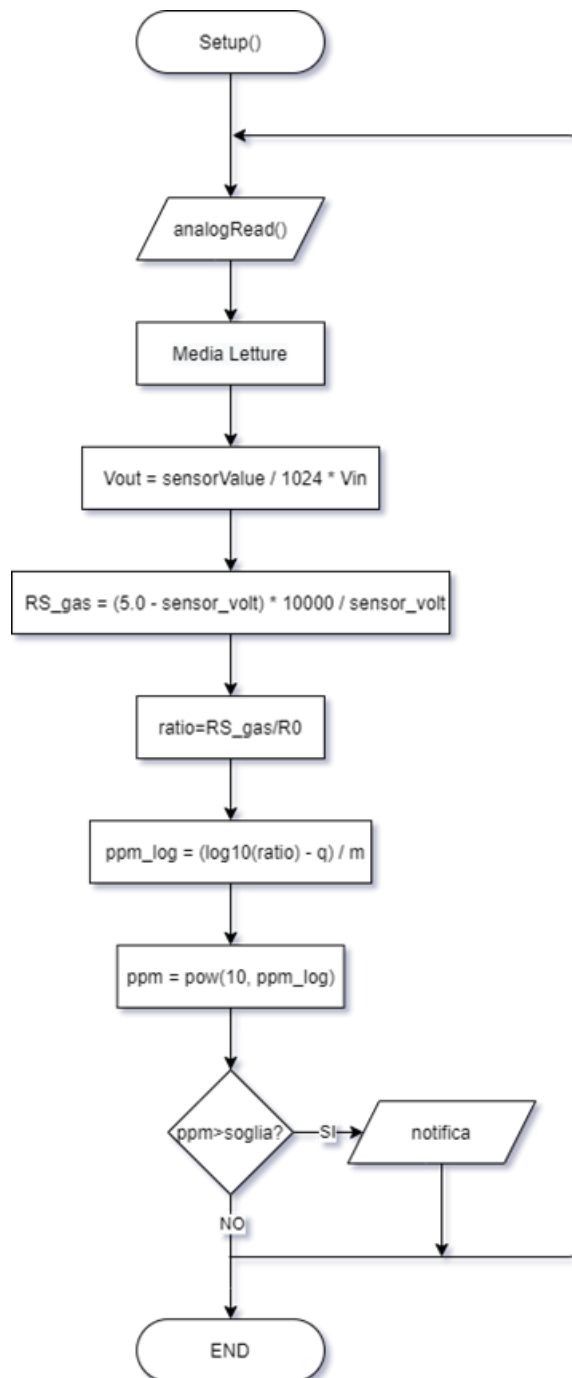 Setup()
analogRead()
Media Letture
Vout = sensorValue / 1024 * Vin
RS_gas = (5.0 - sensor_volt) * 10000 / sensor_volt
ratio=RS_gas/R0
ppm_log = (log10(ratio) - q) / m
ppm = pow(10, ppm_log)
ppm>soglia?
SI
notifica
NO
END